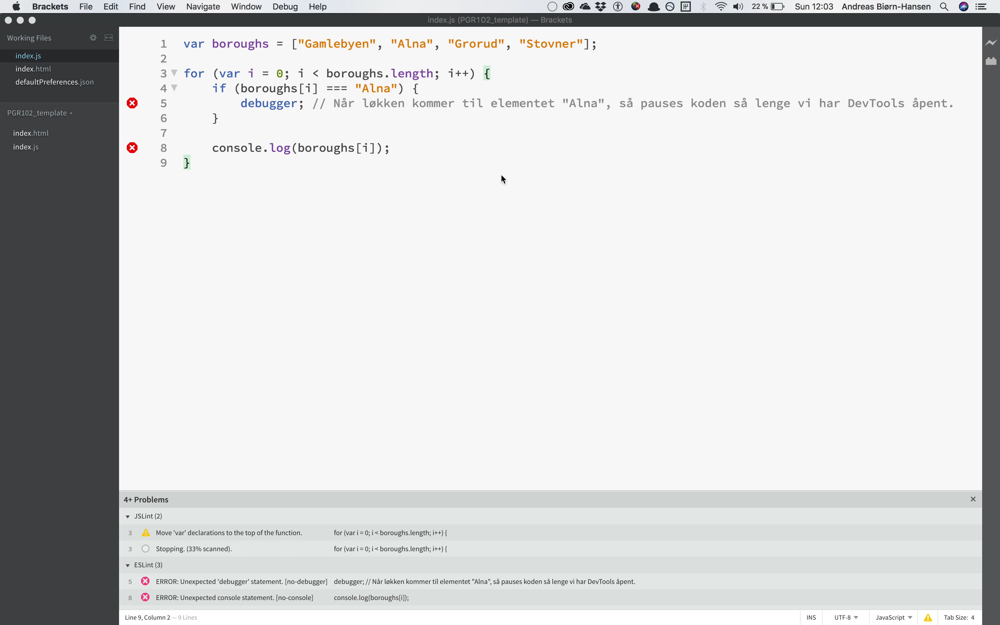 Brackets File Edit Find View Navigate Window Debug Help 22 % Sun 12:03 Andreas Biørn-Hansen
index.js (PGR102_template) — Brackets
Working Files
index.js
index.html
defaultPreferences.json
PGR102_template
index.html
index.js
1 var boroughs = ["Gamlebyen", "Alna", "Grorud", "Stovner"];
2
3 for (var i = 0; i < boroughs.length; i++) {
4 if (boroughs[i] === "Alna") {
5 debugger; // Når løkken kommer til elementet "Alna", så pauses koden så lenge vi har DevTools åpent.
6 }
7
8 console.log(boroughs[i]);
9 }
4+ Problems
JSLint (2)
3 Move 'var' declarations to the top of the function. for (var i = 0; i < boroughs.length; i++) {
3 Stopping. (33% scanned). for (var i = 0; i < boroughs.length; i++) {
ESLint (3)
5 ERROR: Unexpected 'debugger' statement. [no-debugger] debugger; // Når løkken kommer til elementet "Alna", så pauses koden så lenge vi har DevTools åpent.
8 ERROR: Unexpected console statement. [no-console] console.log(boroughs[i]);
Line 9, Column 2 — 9 Lines INS UTF-8 JavaScript Tab Size: 4